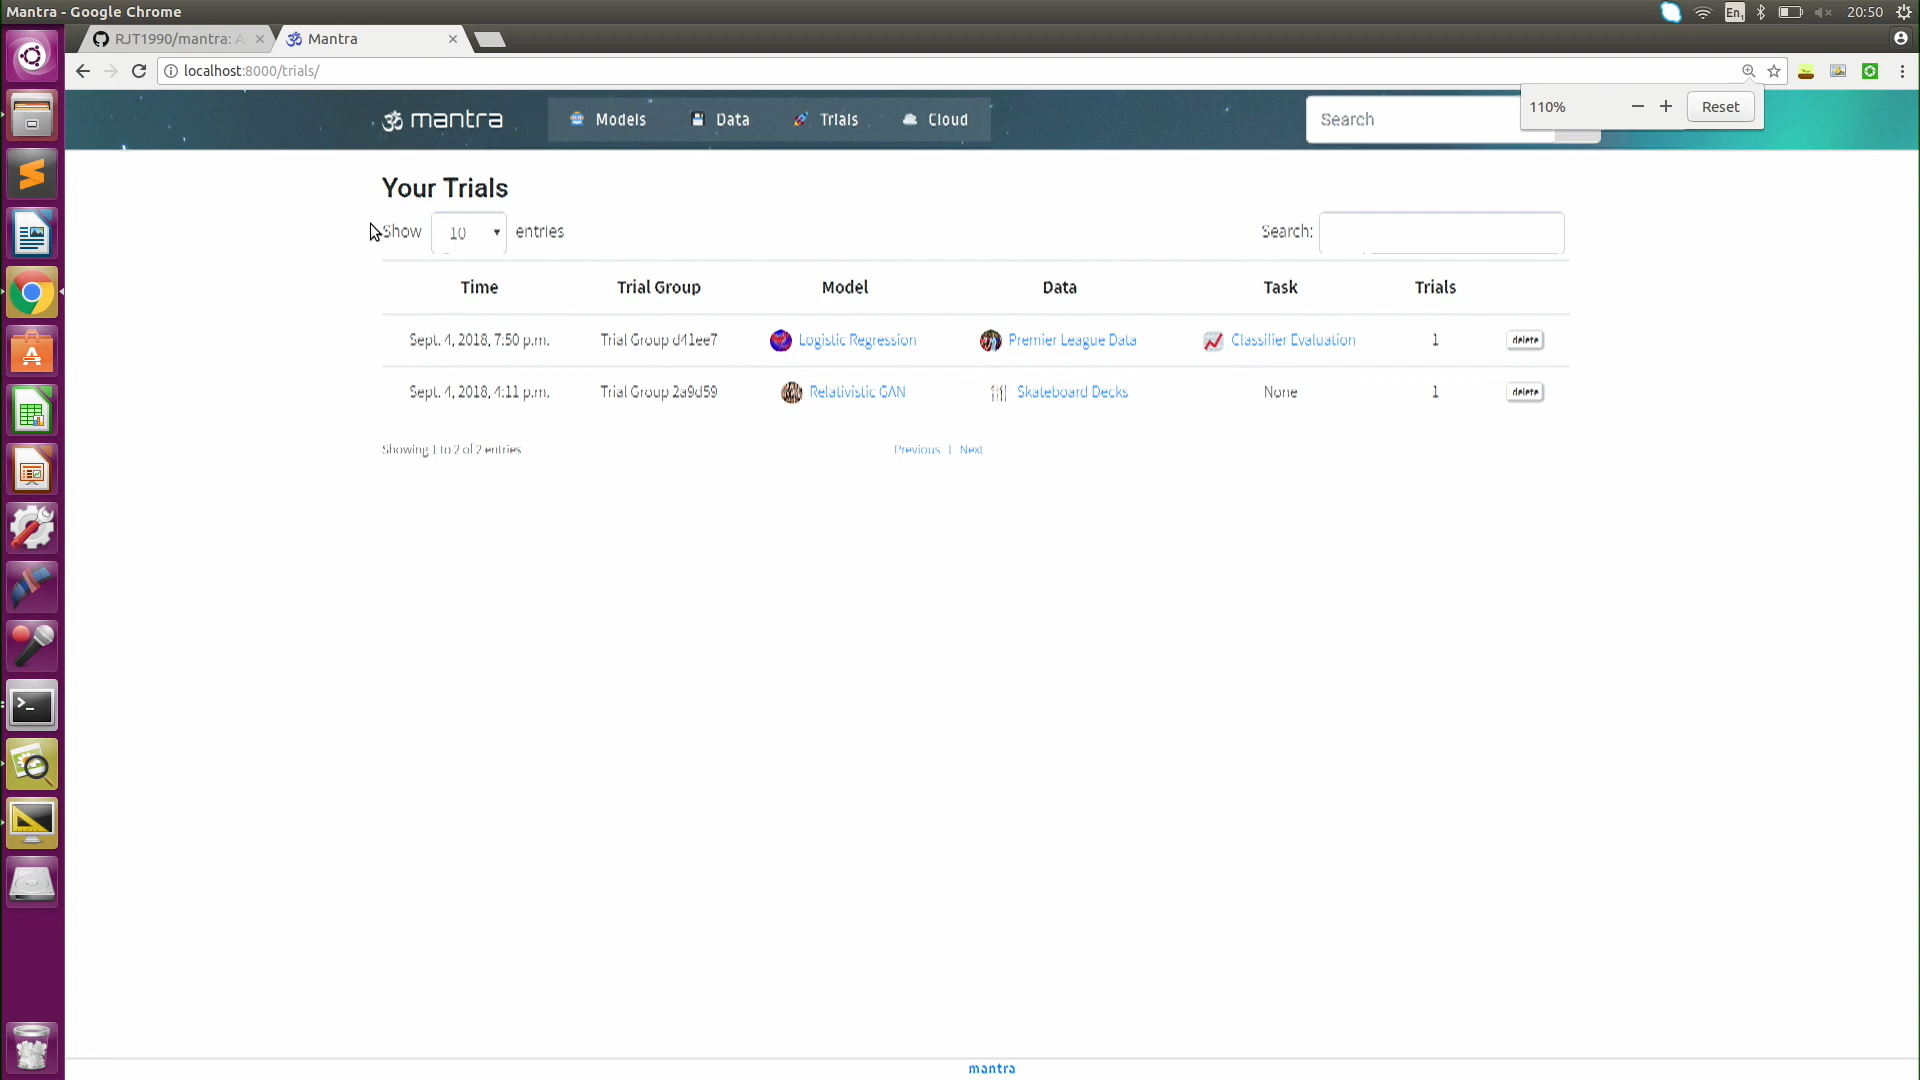 Mantra - Google Chrome
En1
20:50
RJT1990/mantra: A
Mantra
localhost:8000/trials/
110%
Reset
mantra
Models
Data
Trials
Cloud
Search
Your Trials
Show 10 entries
Search:
Time Trial Group Model Data Task Trials
Sept. 4, 2018, 7:50 p.m. Trial Group d41ee7 Logistic Regression Premier League Data Classifier Evaluation 1 delete
Sept. 4, 2018, 4:11 p.m. Trial Group 2a9d59 Relativistic GAN Skateboard Decks None 1 delete
Showing 1 to 2 of 2 entries
Previous 1 Next
mantra